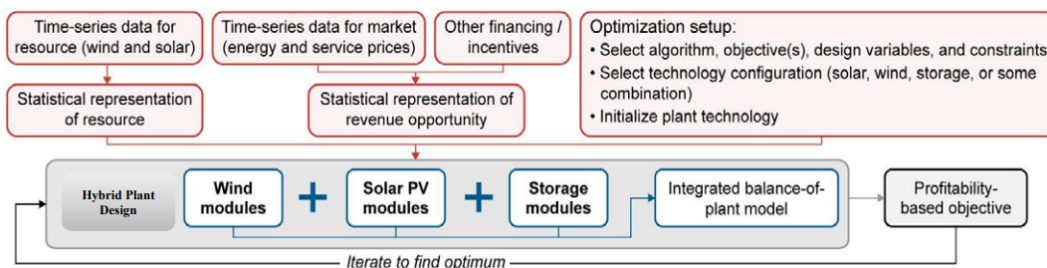 Time-series data for
resource (wind and solar)
Time-series data for market
(energy and service prices)
Other financing /
incentives
Optimization setup:
• Select algorithm, objective(s), design variables, and constraints
• Select technology configuration (solar, wind, storage, or some
combination)
• Initialize plant technology
Statistical representation
of resource
Statistical representation of
revenue opportunity
Hybrid Plant
Design
Wind
modules
+
Solar PV
modules
+
Storage
modules
Integrated balance-of-
plant model
Profitability-
based objective
Iterate to find optimum